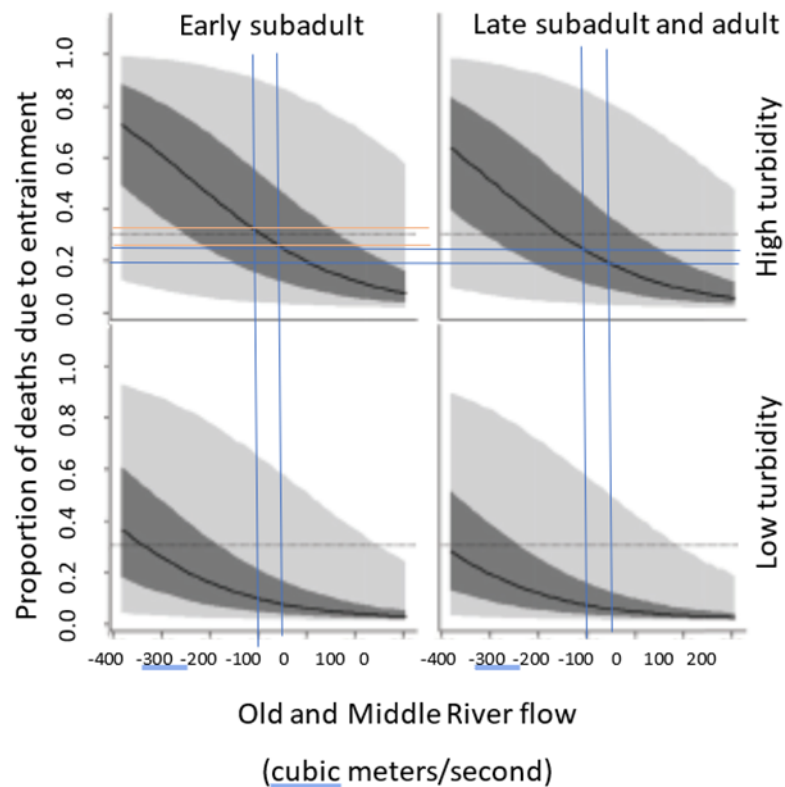 Early subadult
Late subadult and adult
Proportion of deaths due to entrainment
0.0 0.2 0.4 0.6 0.8 1.0
High turbidity
0.0 0.2 0.4 0.6 0.8 1.0
Low turbidity
-400 -300 -200 -100 0 100 0
-400 -300 -200 -100 0 100 200
Old and Middle River flow
(cubic meters/second)